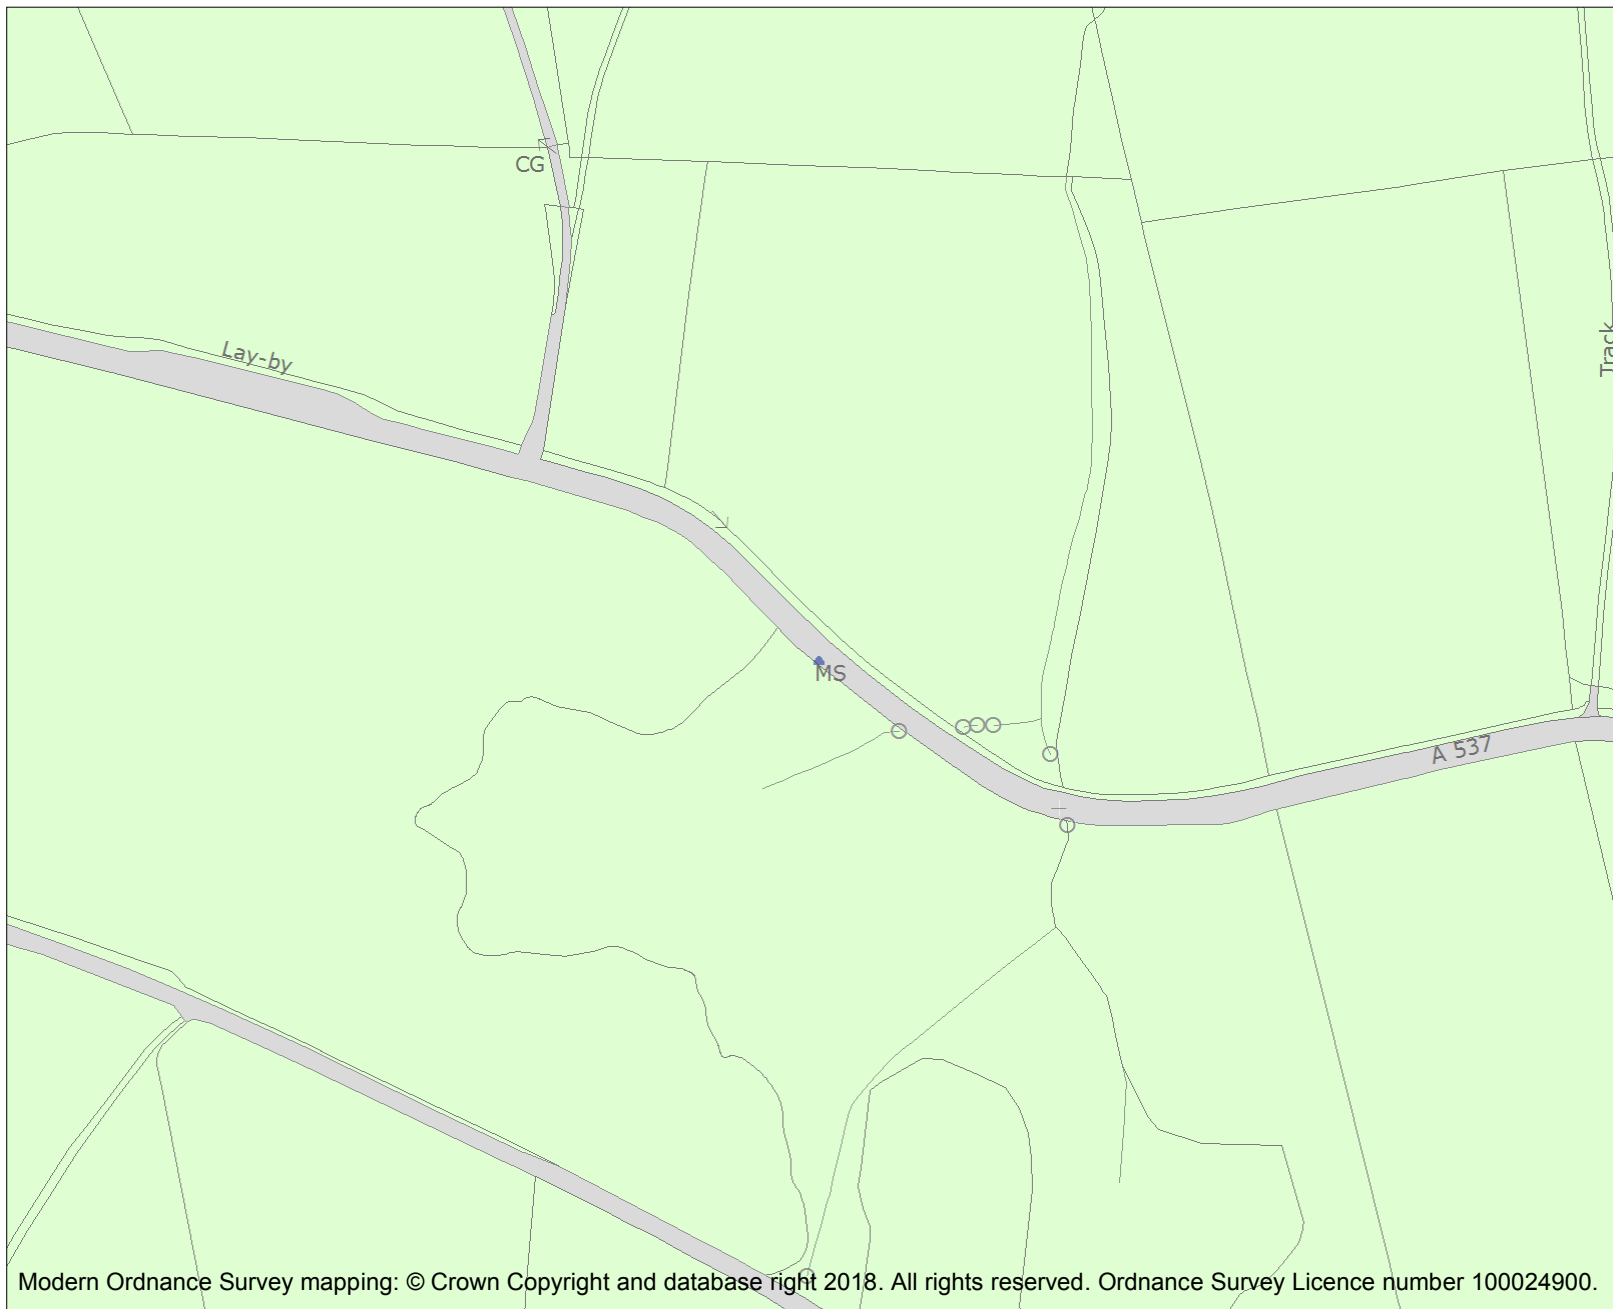 CG
Lay-by
Track
MS
A 537
Modern Ordnance Survey mapping: © Crown Copyright and database right 2018. All rights reserved. Ordnance Survey Licence number 100024900.